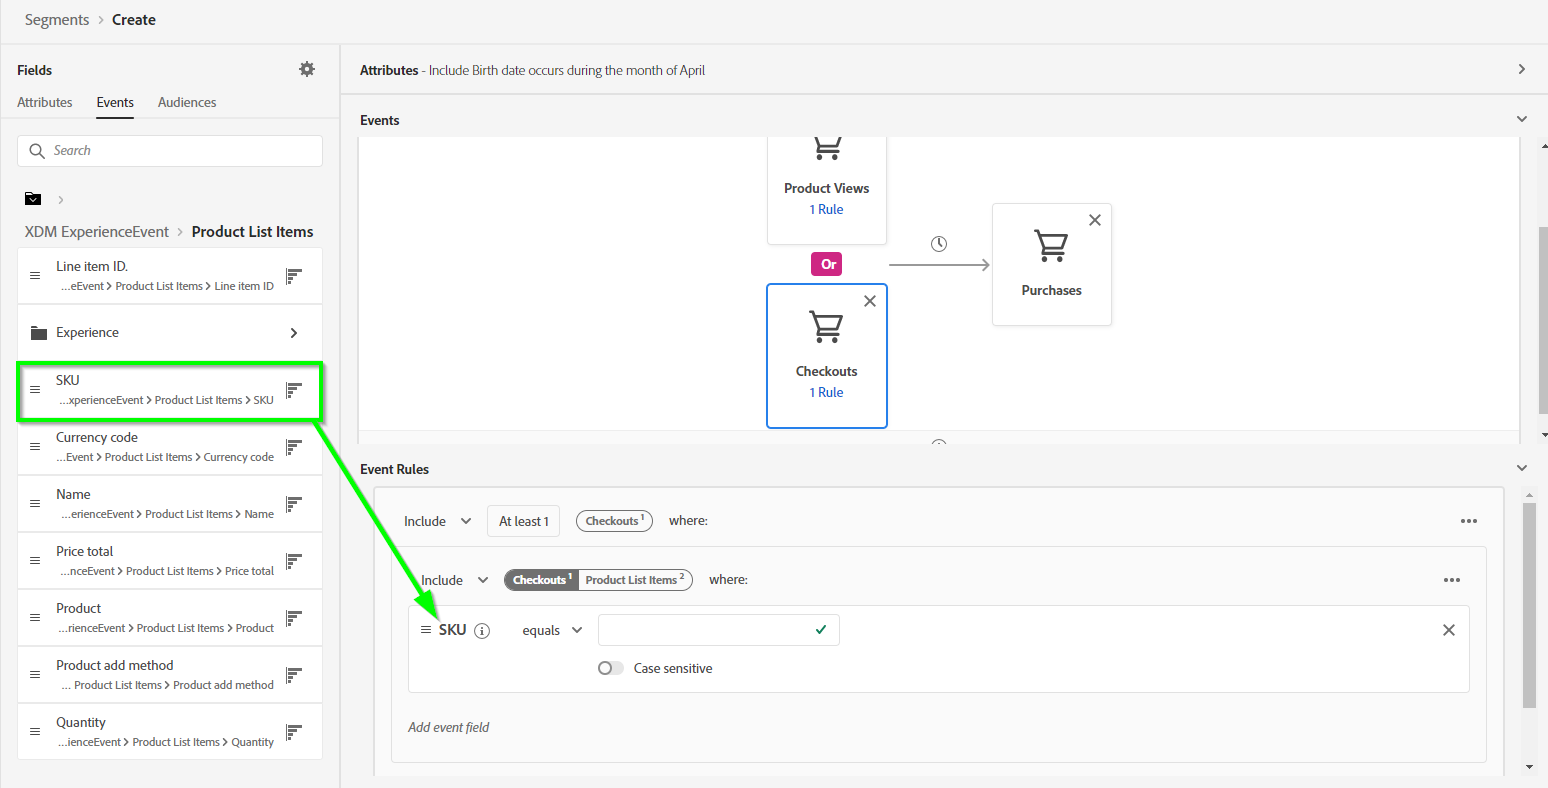 Segments > Create
Fields
Attributes Events Audiences
Search
XDM ExperienceEvent > Product List Items
Line item ID.
...eEvent > Product List Items > Line item ID
Experience
SKU
...xperienceEvent > Product List Items > SKU
Currency code
...Event > Product List Items > Currency code
Name
...erienceEvent > Product List Items > Name
Price total
...nceEvent > Product List Items > Price total
Product
...rienceEvent > Product List Items > Product
Product add method
... Product List Items > Product add method
Quantity
...ienceEvent > Product List Items > Quantity
Attributes - Include Birth date occurs during the month of April
Events
Product Views
1 Rule
Or
Checkouts
1 Rule
Purchases
Event Rules
Include At least 1 Checkouts 1 where:
Include Checkouts 1 Product List Items 2 where:
SKU equals
Case sensitive
Add event field